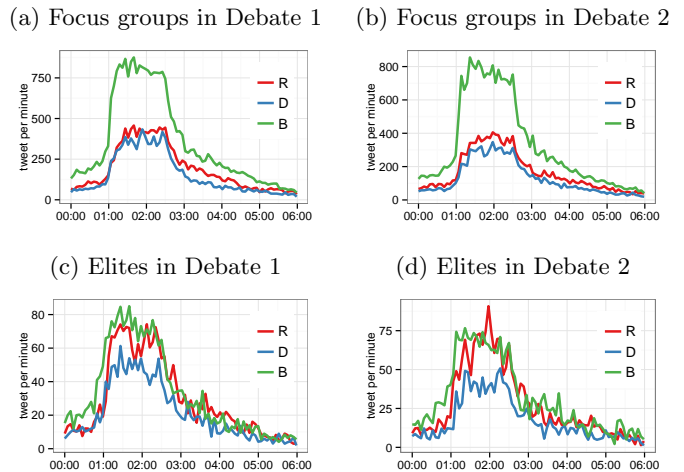 (a) Focus groups in Debate 1
tweet per minute
750
500
250
0
R
D
B
00:00 01:00 02:00 03:00 04:00 05:00 06:00
(b) Focus groups in Debate 2
tweet per minute
800
600
400
200
0
R
D
B
00:00 01:00 02:00 03:00 04:00 05:00 06:00
(c) Elites in Debate 1
tweet per minute
80
60
40
20
0
R
D
B
00:00 01:00 02:00 03:00 04:00 05:00 06:00
(d) Elites in Debate 2
tweet per minute
75
50
25
0
R
D
B
00:00 01:00 02:00 03:00 04:00 05:00 06:00